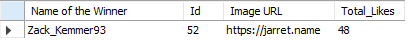 Name of the Winner Id Image URL Total_Likes
Zack_Kemmer93 52 https://jarret.name 48